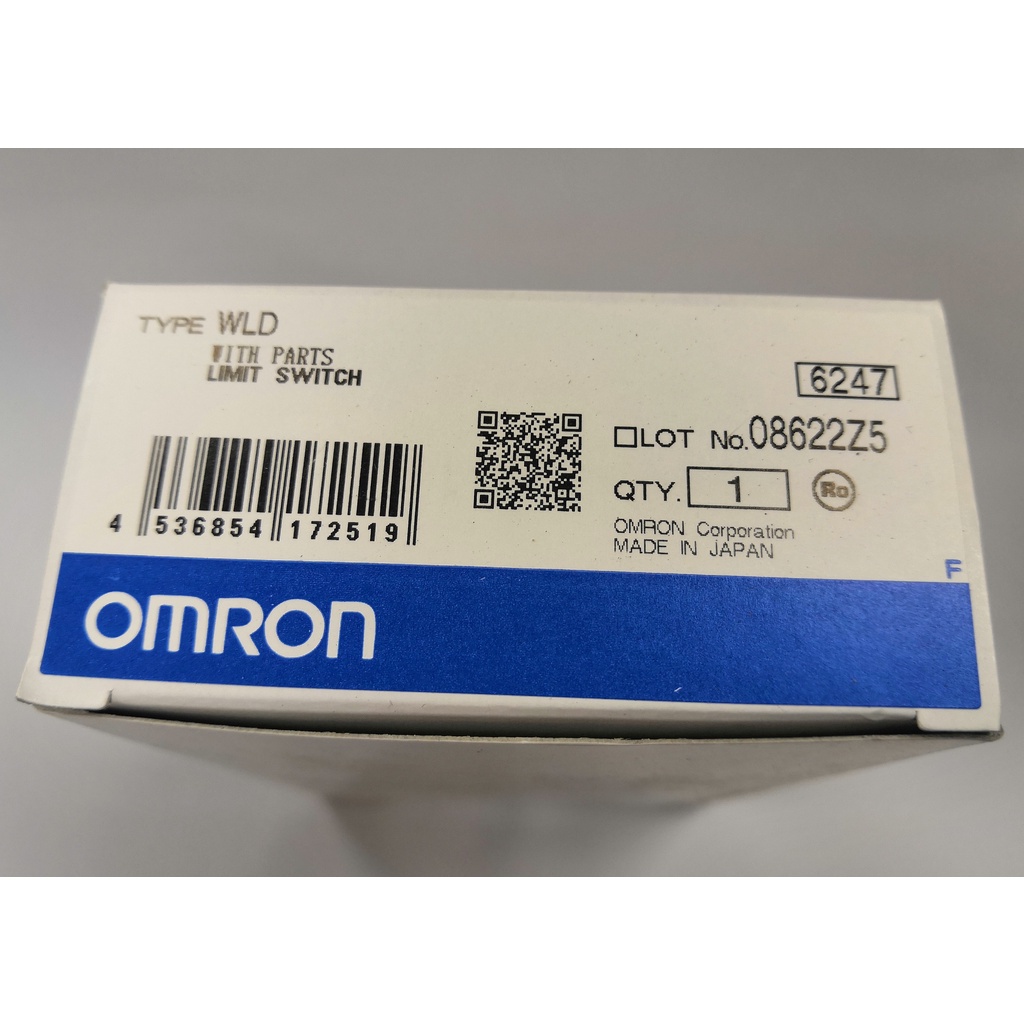 TYPE WLD
WITH PARTS
LIMIT SWITCH
6247
□LOT No.08622Z5
QTY. 1 Ro
OMRON Corporation
MADE IN JAPAN
4 536854 172519
F
OMRON